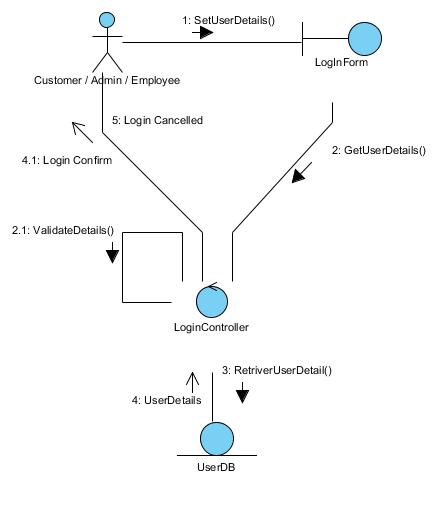 1: SetUserDetails()
LogInForm
Customer / Admin / Employee
5: Login Cancelled
4.1: Login Confirm
2: GetUserDetails()
2.1: ValidateDetails()
LoginController
3: RetriverUserDetail()
4: UserDetails
UserDB